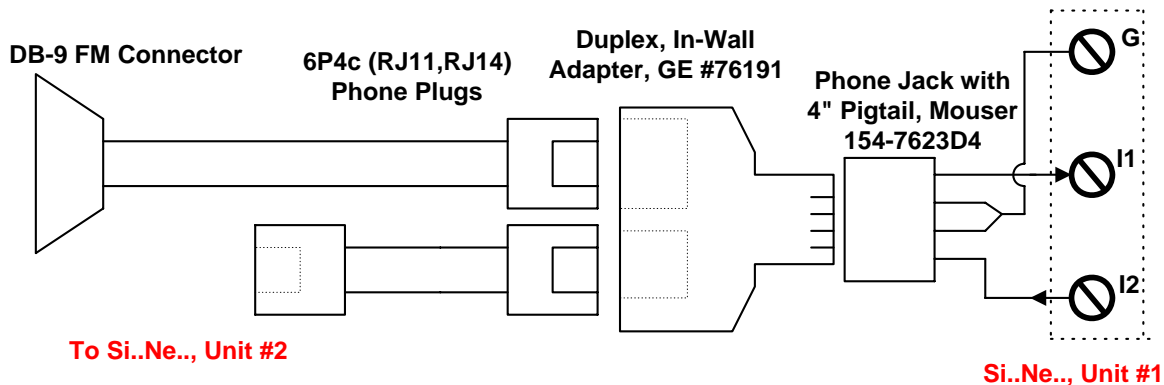 DB-9 FM Connector
6P4c (RJ11,RJ14)
Phone Plugs
Duplex, In-Wall
Adapter, GE #76191
Phone Jack with
4" Pigtail, Mouser
154-7623D4
G
I1
I2
To Si..Ne.., Unit #2
Si..Ne.., Unit #1